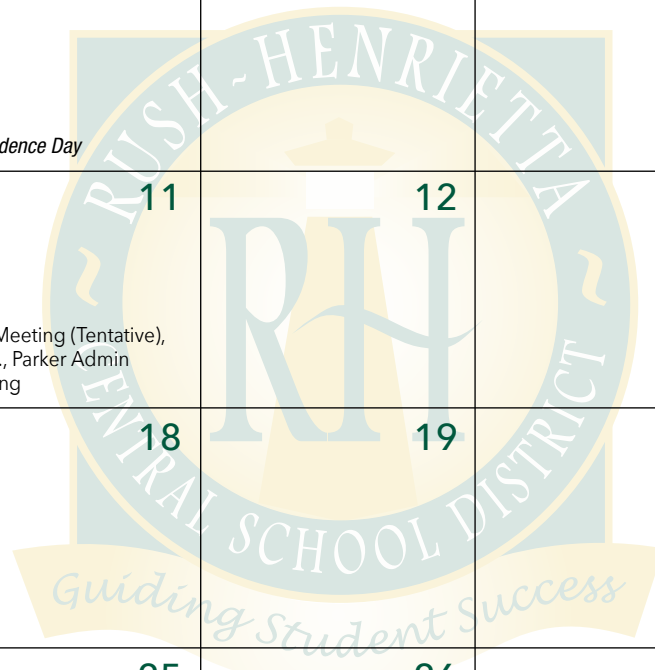 RUSH~HENRIETTA
dence Day
11
12
~ ~
RH
Meeting (Tentative),
., Parker Admin
ng
18
19
CENTRAL SCHOOL DISTRICT
Guiding Student Success